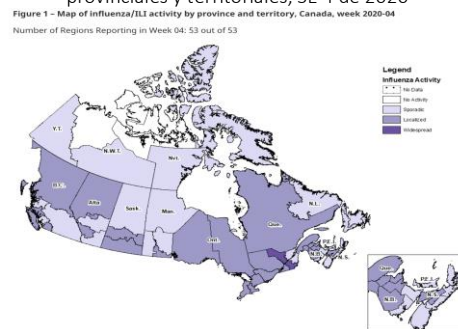 provinciales y territoriales, SE 4 de 2020
Figure 1 – Map of influenza/ILI activity by province and territory, Canada, week 2020-04
Number of Regions Reporting in Week 04: 53 out of 53
Legend
Influenza Activity
No Data
No Activity
Sporadic
Localized
Widespread
Y.T.
N.W.T.
Nvt.
B.C.
Alta.
Sask.
Man.
Ont.
Que.
N.L.
P.E.I.
N.B.
N.S.
Que.
P.E.I.
N.B.
N.S.